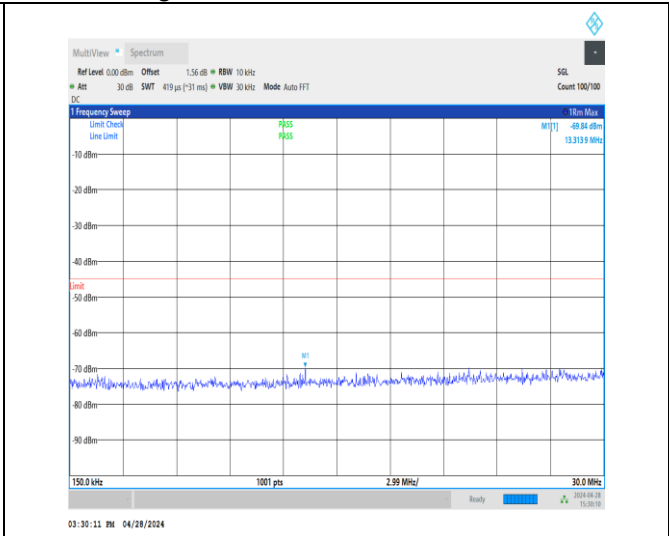 MultiView Spectrum
Ref Level 0.00 dBm Offset 1.56 dB RBW 10 kHz SGL
Att 30 dB SWT 419 µs (~31 ms) VBW 30 kHz Mode Auto FFT Count 100/100
DC
1 Frequency Sweep 1Rm Max
Limit Check PASS M1[1] -69.84 dBm
Line Limit PASS 13.3139 MHz
-10 dBm
-20 dBm
-30 dBm
-40 dBm
Limit
-50 dBm
-60 dBm
M1
-70 dBm
-80 dBm
-90 dBm
150.0 kHz 1001 pts 2.99 MHz/ 30.0 MHz
Ready 2024-04-28
15:30:10
03:30:11 PM 04/28/2024